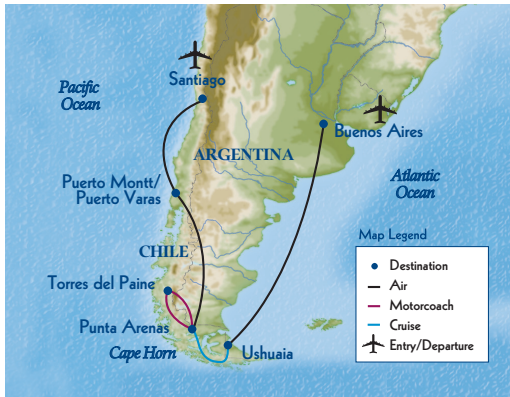 Pacific
Ocean
Santiago
Buenos Aires
ARGENTINA
Atlantic
Ocean
Puerto Montt/
Puerto Varas
CHILE
Torres del Paine
Punta Arenas
Cape Horn
Ushuaia
Map Legend
Destination
Air
Motorcoach
Cruise
Entry/Departure